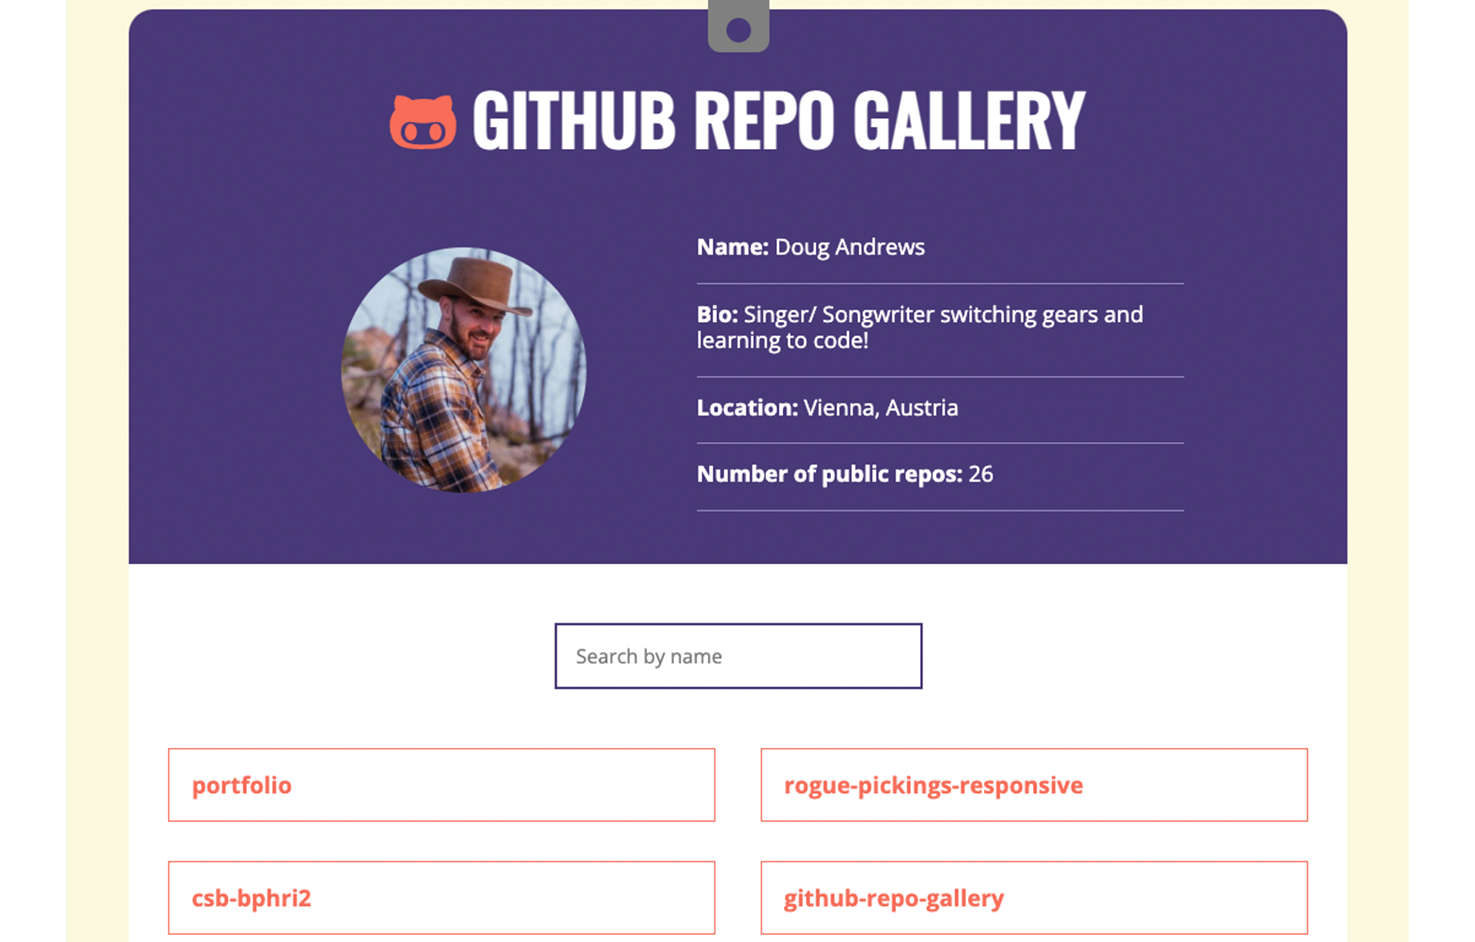 GITHUB REPO GALLERY
Name: Doug Andrews
Bio: Singer/ Songwriter switching gears and
learning to code!
Location: Vienna, Austria
Number of public repos: 26
Search by name
portfolio
rogue-pickings-responsive
csb-bphri2
github-repo-gallery